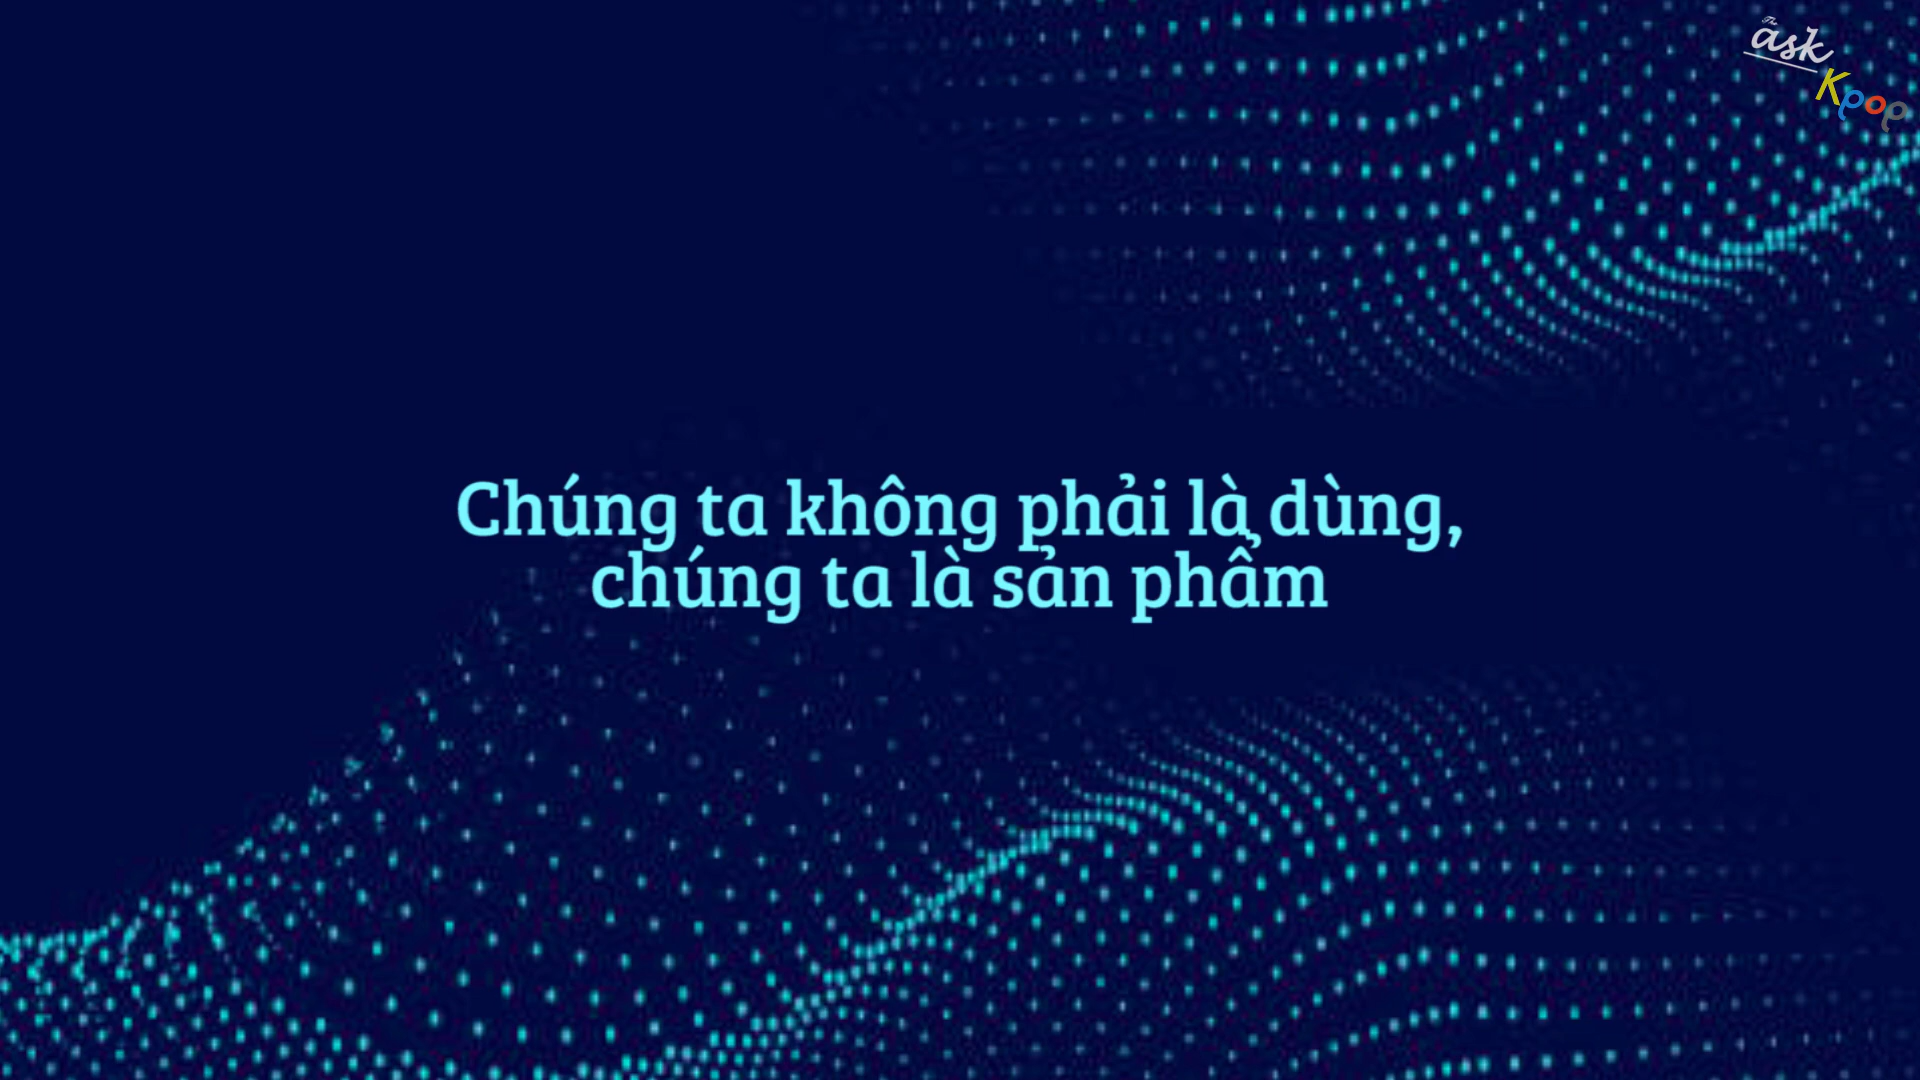 The
ask
Kpop
Chúng ta không phải là dùng,
chúng ta là sản phẩm